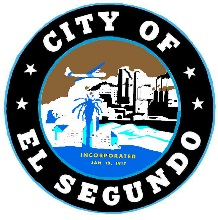 CITY OF
EL SEGUNDO
INCORPORATED
JAN. 18, 1917